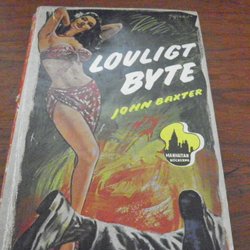 LOVLIGT
BYTE
JOHN BAXTER
MANHATTAN